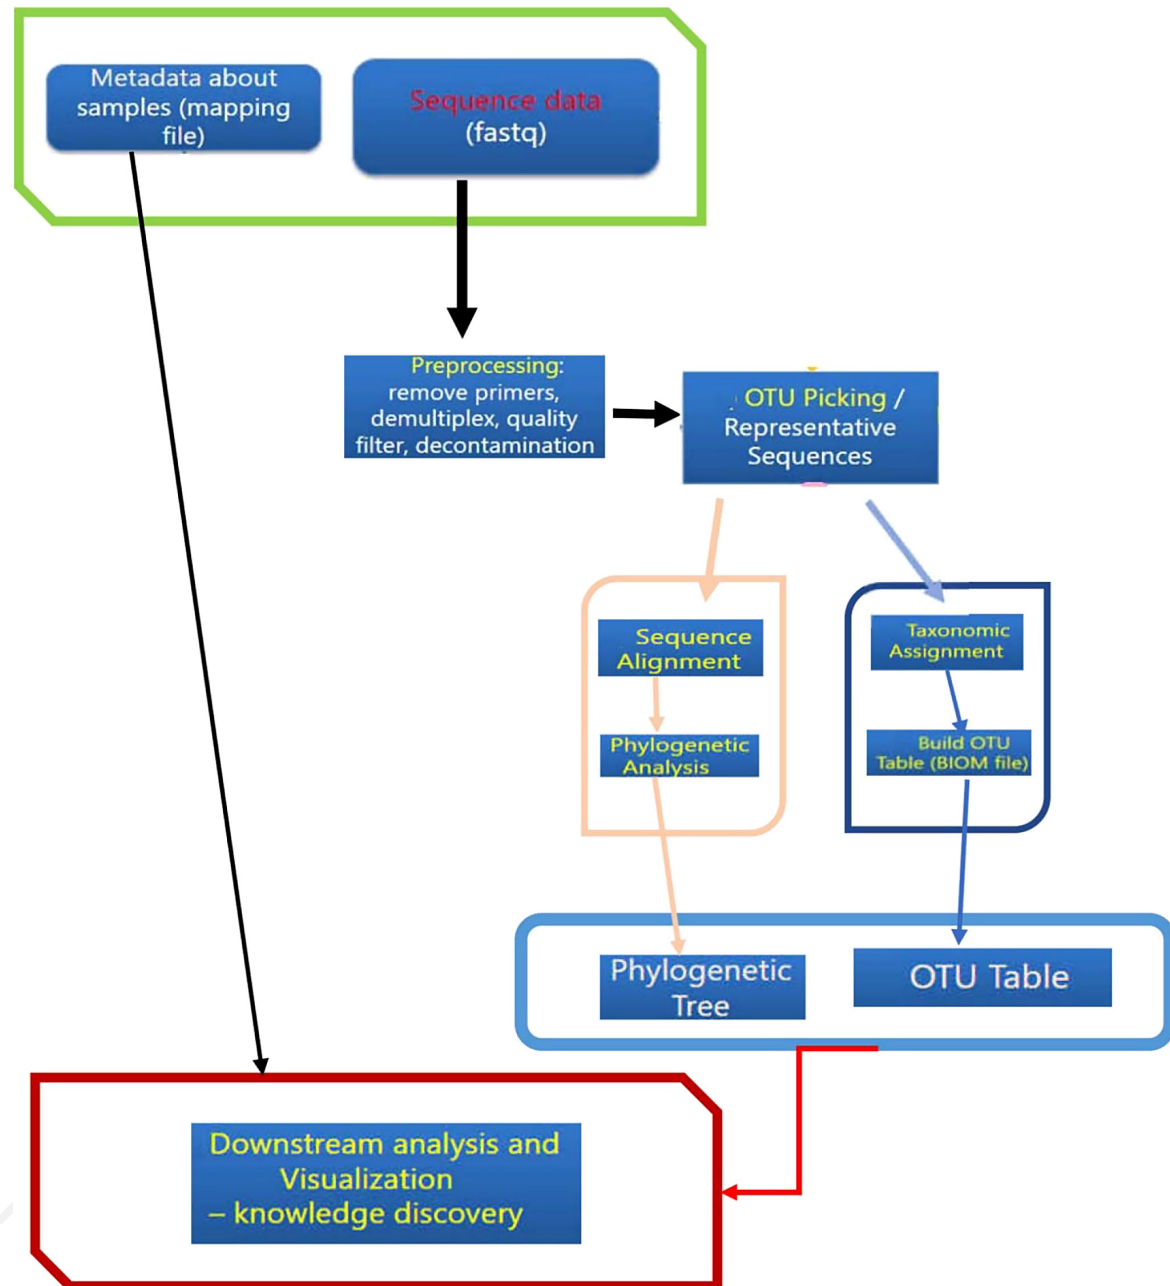 Metadata about
samples (mapping
file)
Sequence data
(fastq)
Preprocessing:
remove primers,
demultiplex, quality
filter, decontamination
OTU Picking /
Representative
Sequences
Sequence
Alignment
Phylogenetic
Analysis
Taxonomic
Assignment
Build OTU
Table (BIOM file)
Phylogenetic
Tree
OTU Table
Downstream analysis and
Visualization
– knowledge discovery